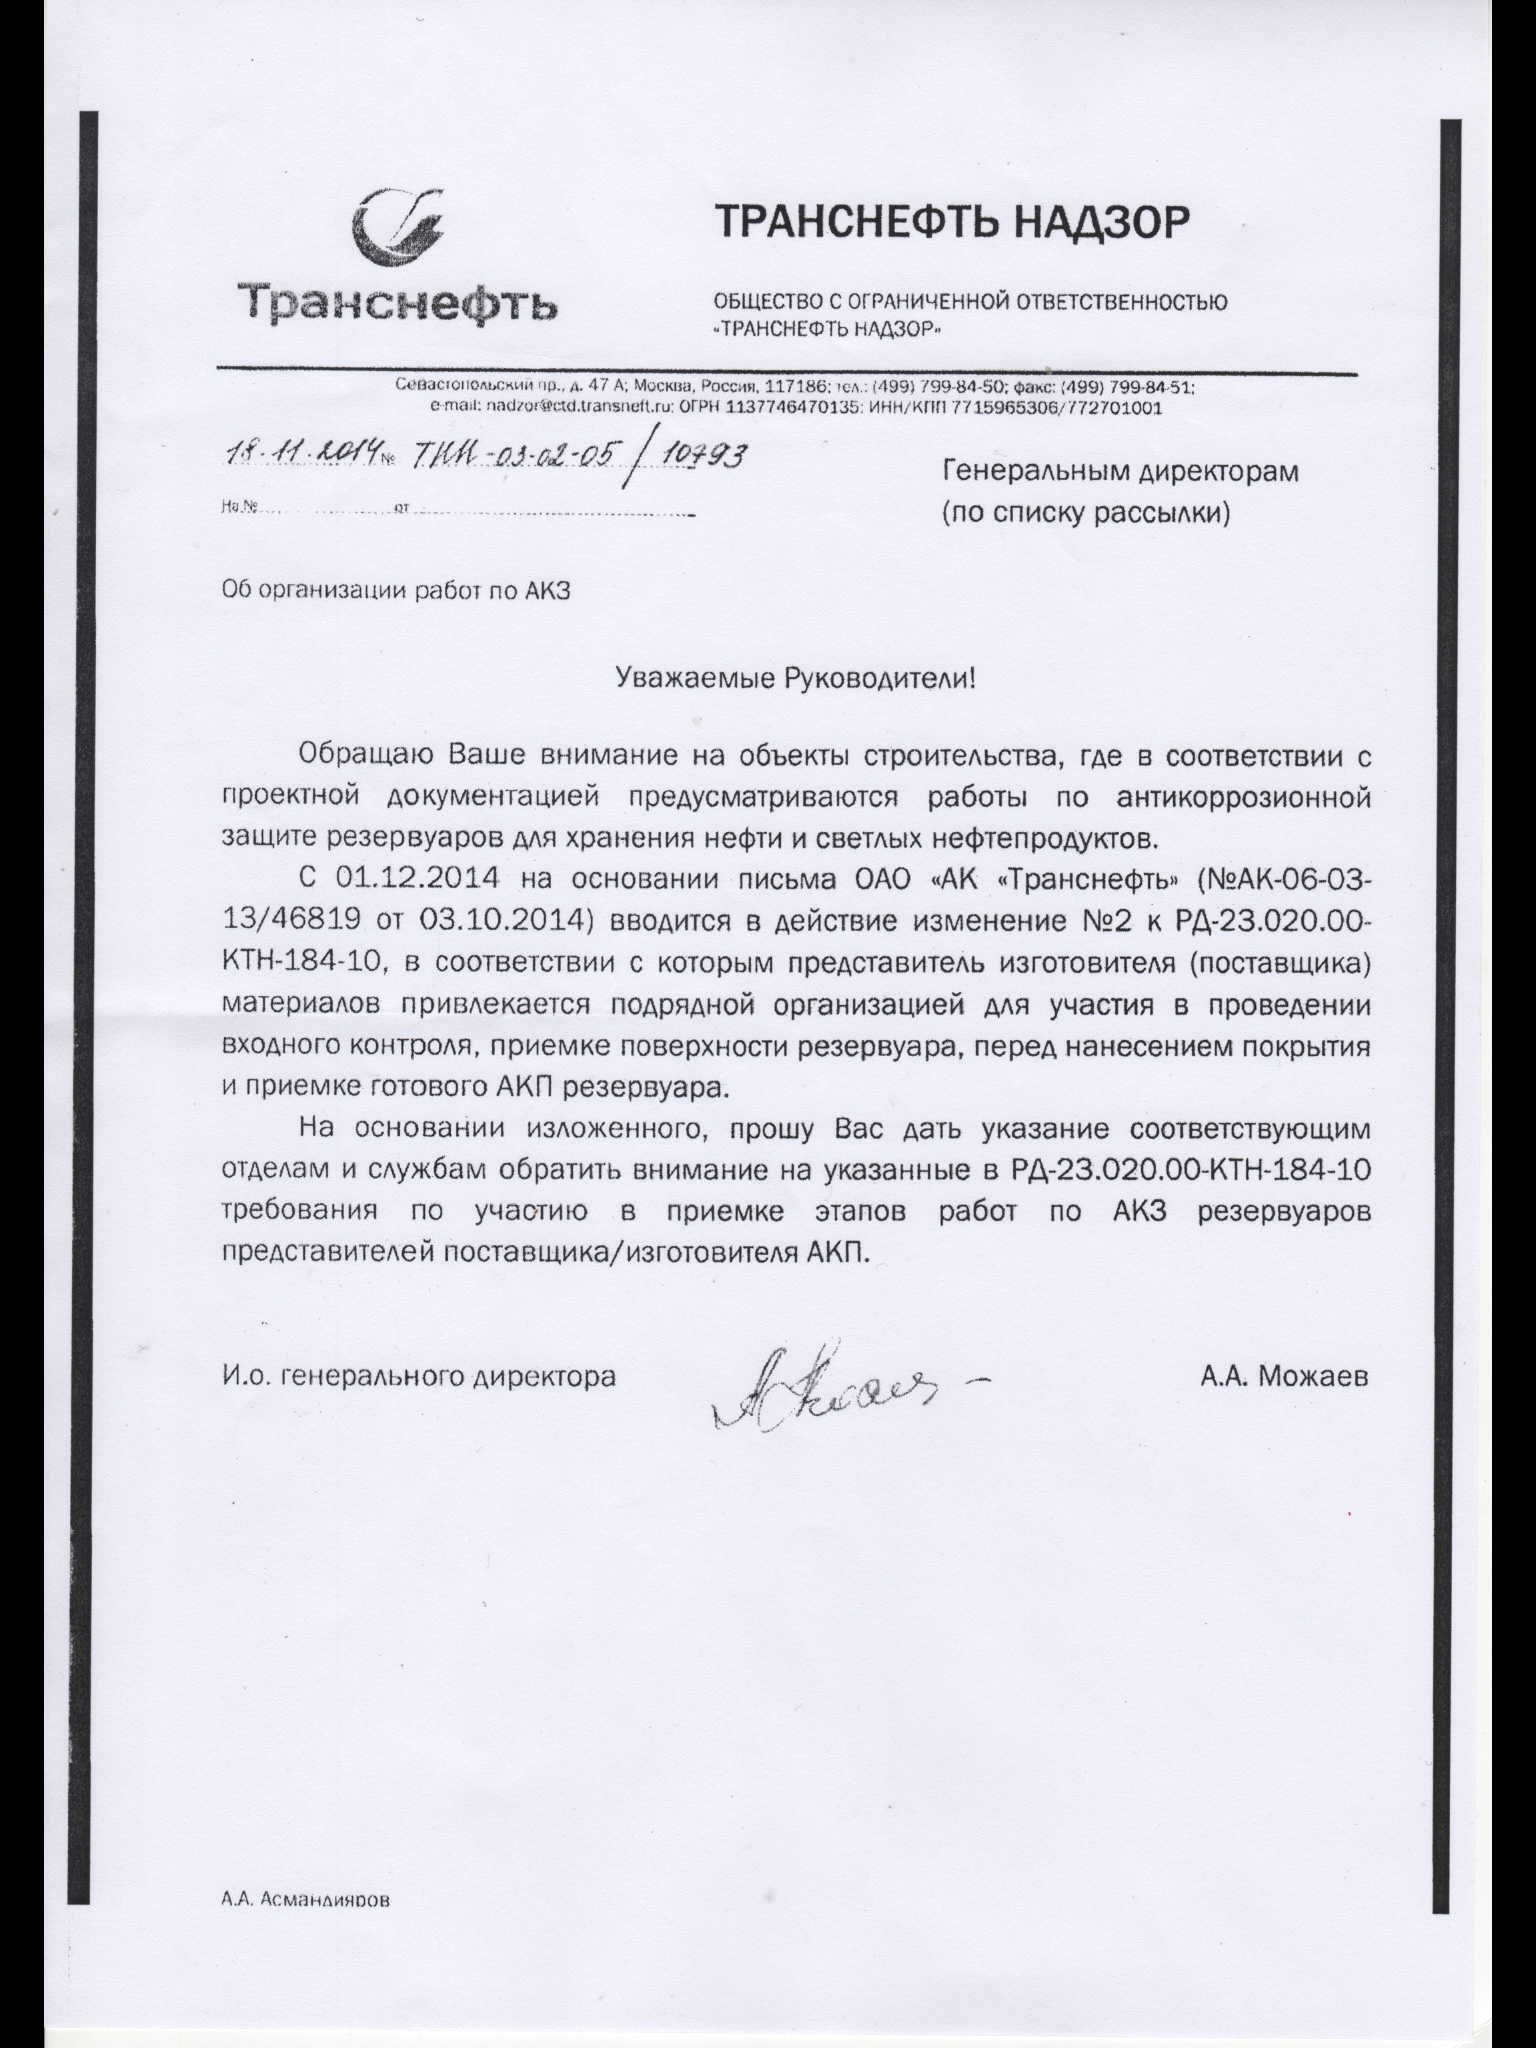 Транснефть
ТРАНСНЕФТЬ НАДЗОР
ОБЩЕСТВО С ОГРАНИЧЕННОЙ ОТВЕТСТВЕННОСТЬЮ
«ТРАНСНЕФТЬ НАДЗОР»
Севастопольский пр., д. 47 А; Москва, Россия, 117186; тел.: (499) 799-84-50; факс: (499) 799-84-51;
e-mail: nadzor@ctd.transneft.ru; ОГРН 1137746470135; ИНН/КПП 7715965306/772701001
18.11.2014 № ТНН-03-02-05/10793
На № от
Генеральным директорам
(по списку рассылки)
Об организации работ по АКЗ
Уважаемые Руководители!
Обращаю Ваше внимание на объекты строительства, где в соответствии с
проектной документацией предусматриваются работы по антикоррозионной
защите резервуаров для хранения нефти и светлых нефтепродуктов.
С 01.12.2014 на основании письма ОАО «АК «Транснефть» (№АК-06-03-
13/46819 от 03.10.2014) вводится в действие изменение №2 к РД-23.020.00-
КТН-184-10, в соответствии с которым представитель изготовителя (поставщика)
материалов привлекается подрядной организацией для участия в проведении
входного контроля, приемке поверхности резервуара, перед нанесением покрытия
и приемке готового АКП резервуара.
На основании изложенного, прошу Вас дать указание соответствующим
отделам и службам обратить внимание на указанные в РД-23.020.00-КТН-184-10
требования по участию в приемке этапов работ по АКЗ резервуаров
представителей поставщика/изготовителя АКП.
И.о. генерального директора А.А. Можаев
А.А. Асмандияров